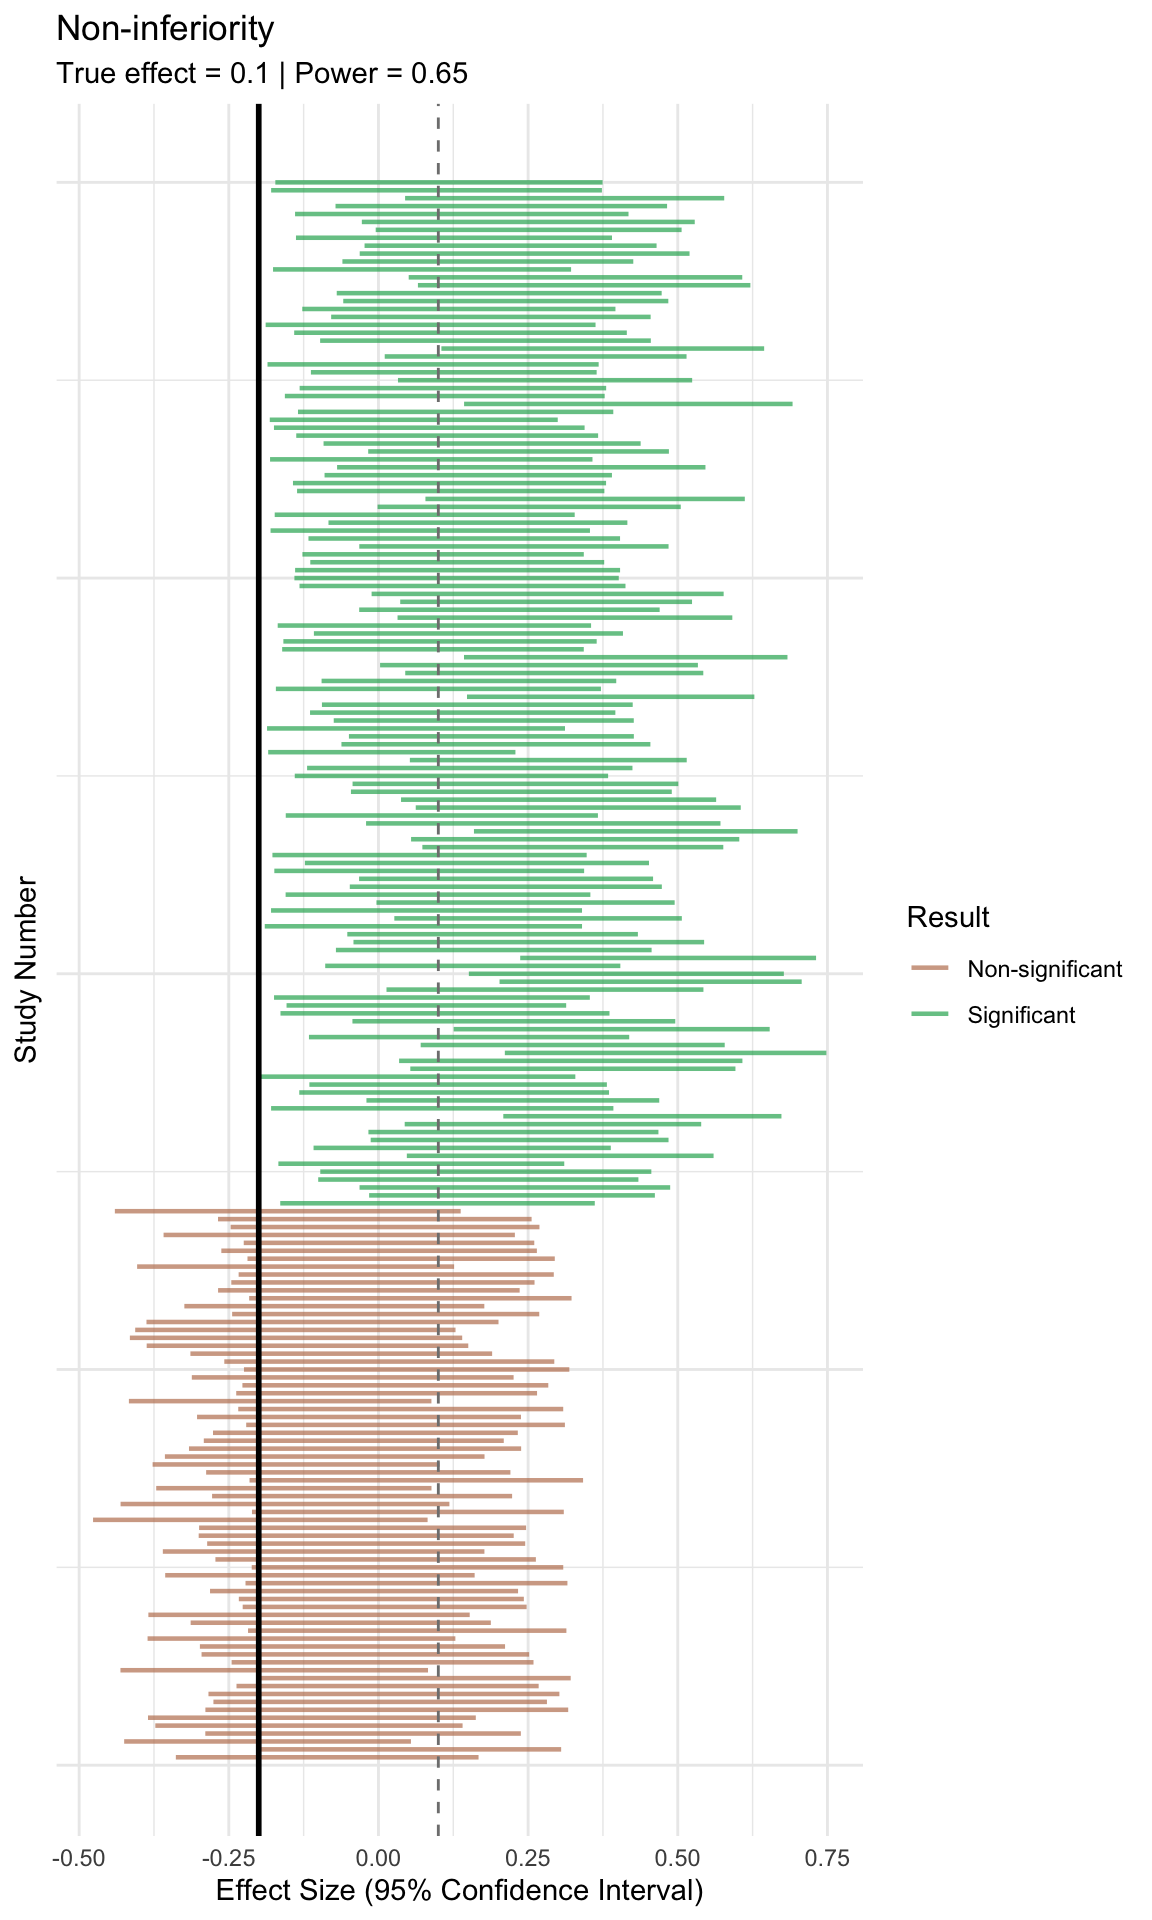 Non-inferiority
True effect = 0.1 | Power = 0.65
Study Number
Result
Non-significant
Significant
-0.50 -0.25 0.00 0.25 0.50 0.75
Effect Size (95% Confidence Interval)